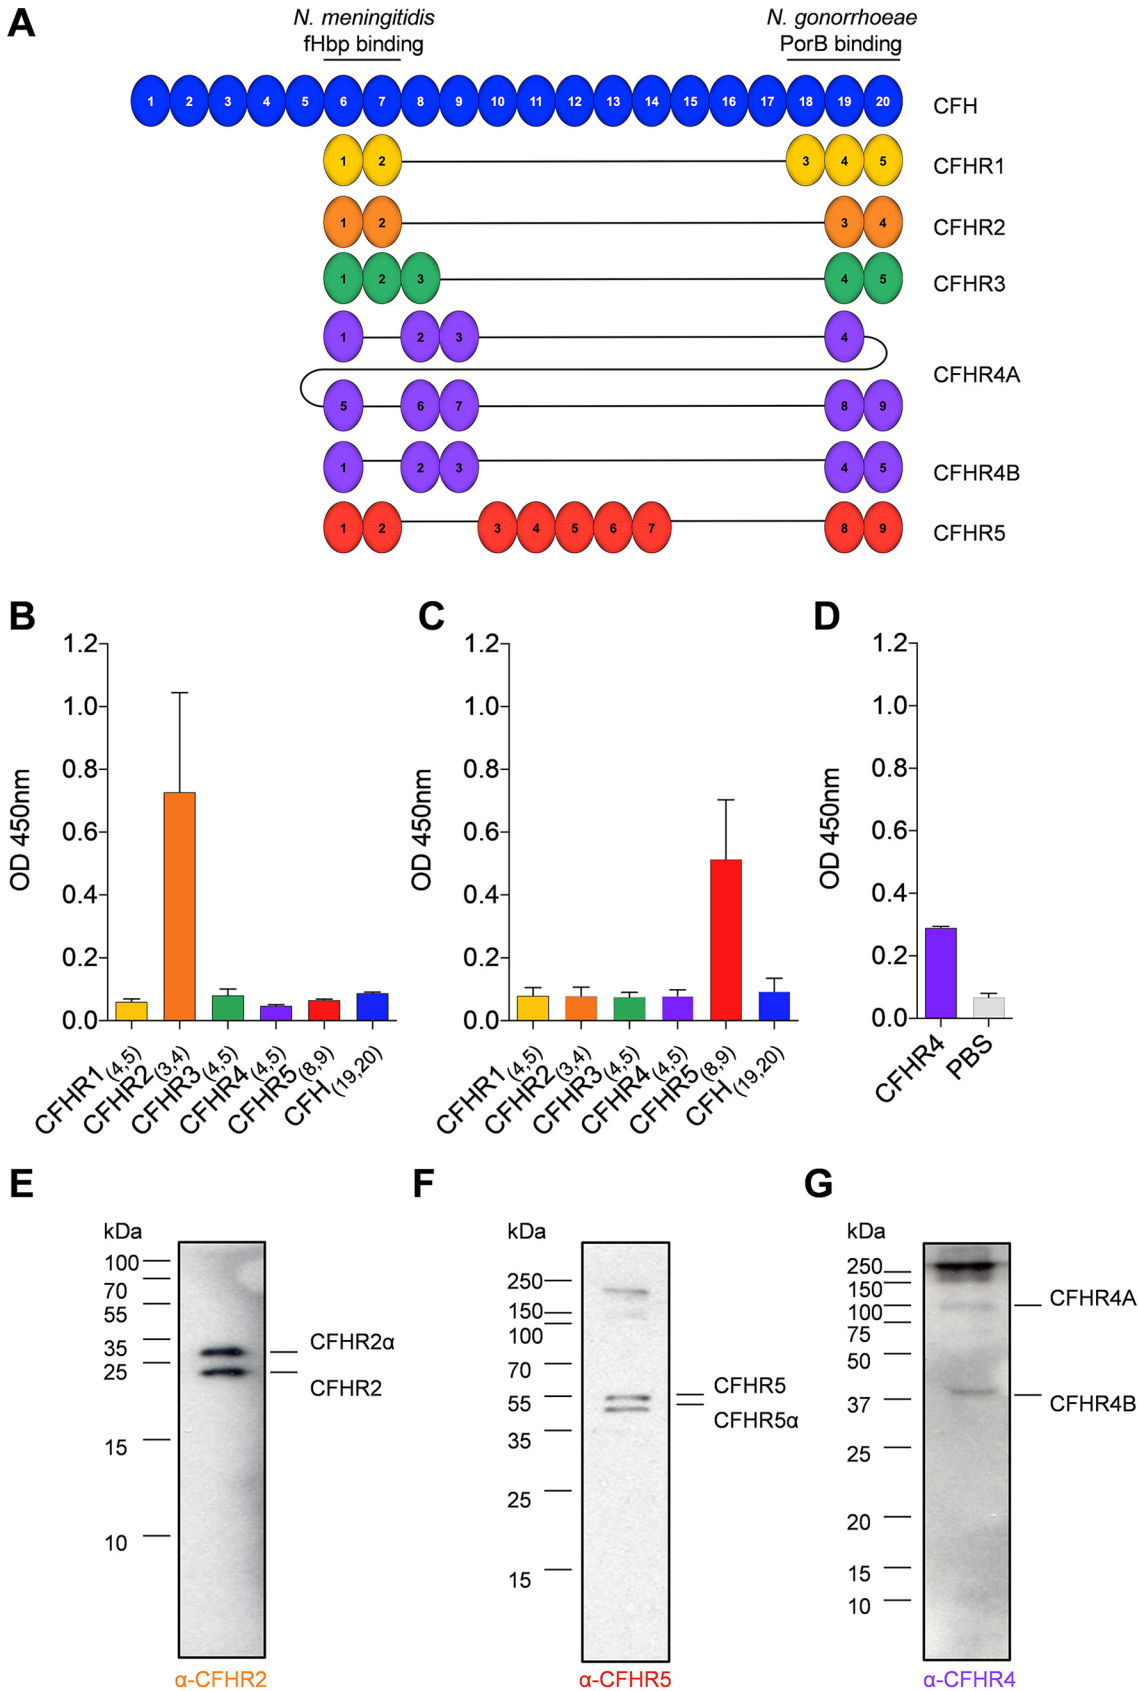 A
N. meningitidis
fHbp binding
N. gonorrhoeae
PorB binding
1 2 3 4 5 6 7 8 9 10 11 12 13 14 15 16 17 18 19 20 CFH
1 2 3 4 5 CFHR1
1 2 3 4 CFHR2
1 2 3 4 5 CFHR3
1 2 3 4
CFHR4A
5 6 7 8 9
1 2 3 4 5 CFHR4B
1 2 3 4 5 6 7 8 9 CFHR5
B
OD 450nm
1.2
1.0
0.8
0.6
0.4
0.2
0.0
CFHR1(4,5)
CFHR2(3,4)
CFHR3(4,5)
CFHR4(4,5)
CFHR5(8,9)
CFH(19,20)
C
OD 450nm
1.2
1.0
0.8
0.6
0.4
0.2
0.0
CFHR1(4,5)
CFHR2(3,4)
CFHR3(4,5)
CFHR4(4,5)
CFHR5(8,9)
CFH(19,20)
D
OD 450nm
1.2
1.0
0.8
0.6
0.4
0.2
0.0
CFHR4
PBS
E
kDa
100
70
55
35
25
15
10
CFHR2α
CFHR2
α-CFHR2
F
kDa
250
150
100
70
55
35
25
15
CFHR5
CFHR5α
α-CFHR5
G
kDa
250
150
100
75
50
37
25
20
15
10
CFHR4A
CFHR4B
α-CFHR4